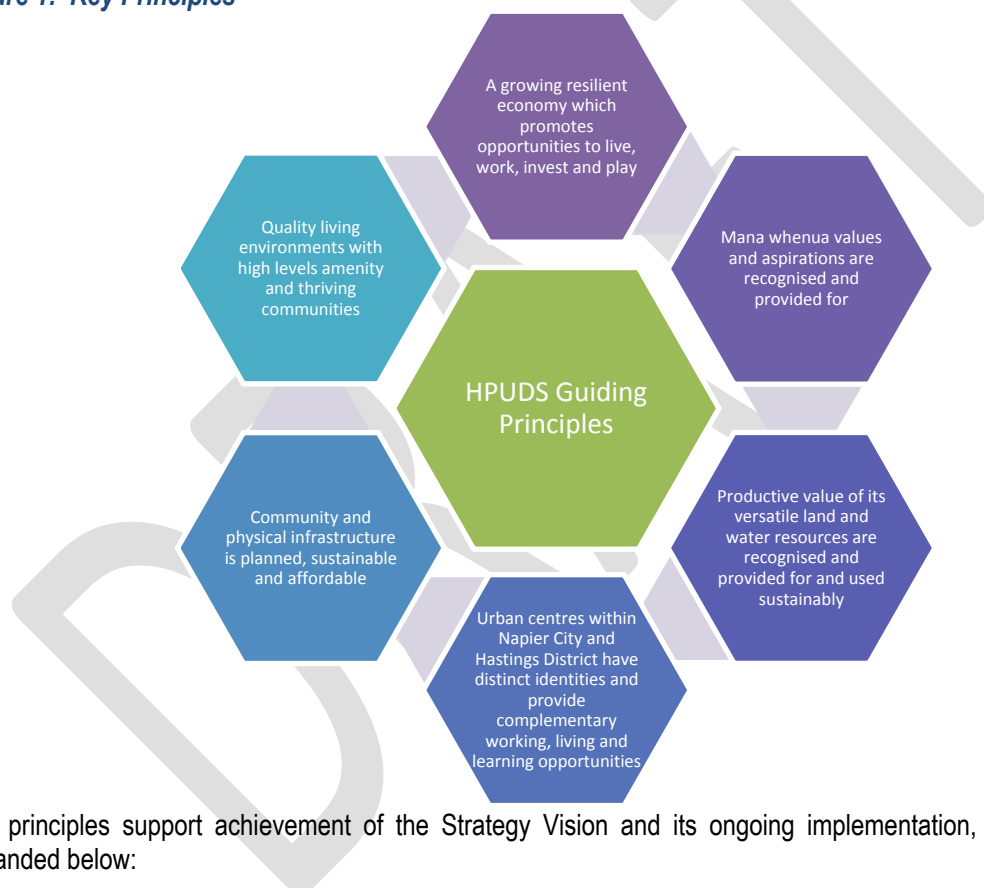 Key Principles
A growing resilient
economy which
promotes
opportunities to live,
work, invest and play
Mana whenua values
and aspirations are
recognised and
provided for
Productive value of its
versatile land and
water resources are
recognised and
provided for and used
sustainably
Urban centres within
Napier City and
Hastings District have
distinct identities and
provide
complementary
working, living and
learning opportunities
Community and
physical infrastructure
is planned, sustainable
and affordable
Quality living
environments with
high levels amenity
and thriving
communities
HPUDS Guiding
Principles
principles support achievement of the Strategy Vision and its ongoing implementation,
below: